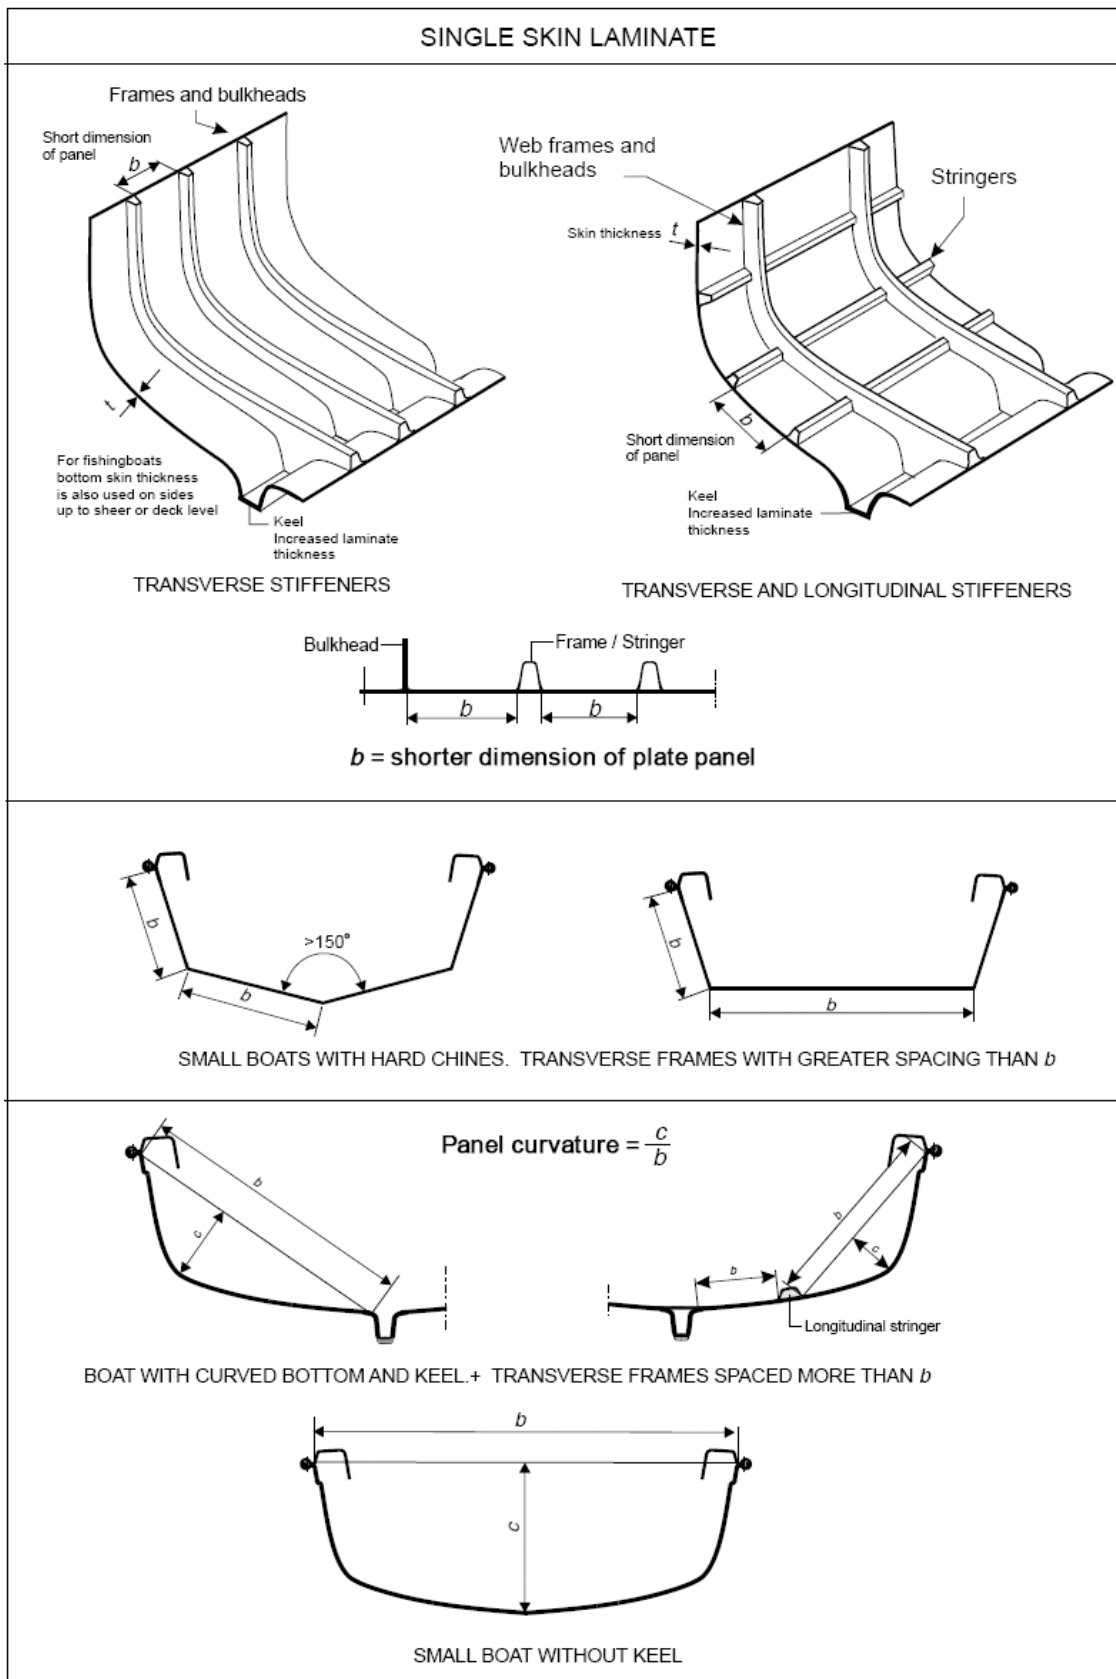 SINGLE SKIN LAMINATE
Frames and bulkheads
Short dimension
of panel
b
t
For fishingboats
bottom skin thickness
is also used on sides
up to sheer or deck level
Keel
Increased laminate
thickness
TRANSVERSE STIFFENERS
Web frames and
bulkheads
Stringers
Skin thickness t
b
Short dimension
of panel
Keel
Increased laminate
thickness
TRANSVERSE AND LONGITUDINAL STIFFENERS
Bulkhead
Frame / Stringer
b b
b = shorter dimension of plate panel
b
>150°
b
b
b
SMALL BOATS WITH HARD CHINES. TRANSVERSE FRAMES WITH GREATER SPACING THAN b
Panel curvature = c
b
b
c
b
b
c
Longitudinal stringer
BOAT WITH CURVED BOTTOM AND KEEL.+ TRANSVERSE FRAMES SPACED MORE THAN b
b
c
SMALL BOAT WITHOUT KEEL